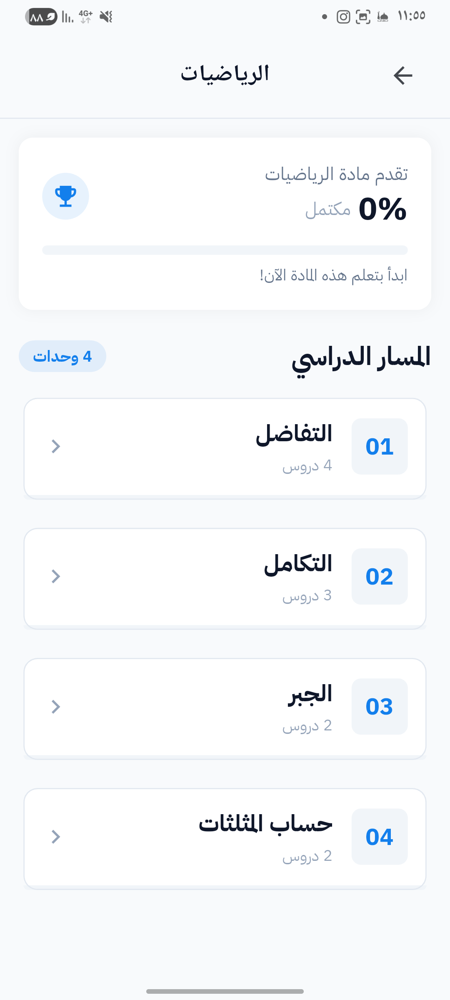 ١١:٥٥
4G+
٨٨
الرياضيات
تقدم مادة الرياضيات
0% مكتمل
ابدأ بتعلم هذه المادة الآن!
المسار الدراسي
4 وحدات
01
التفاضل
4 دروس
02
التكامل
3 دروس
03
الجبر
2 دروس
04
حساب المثلثات
2 دروس